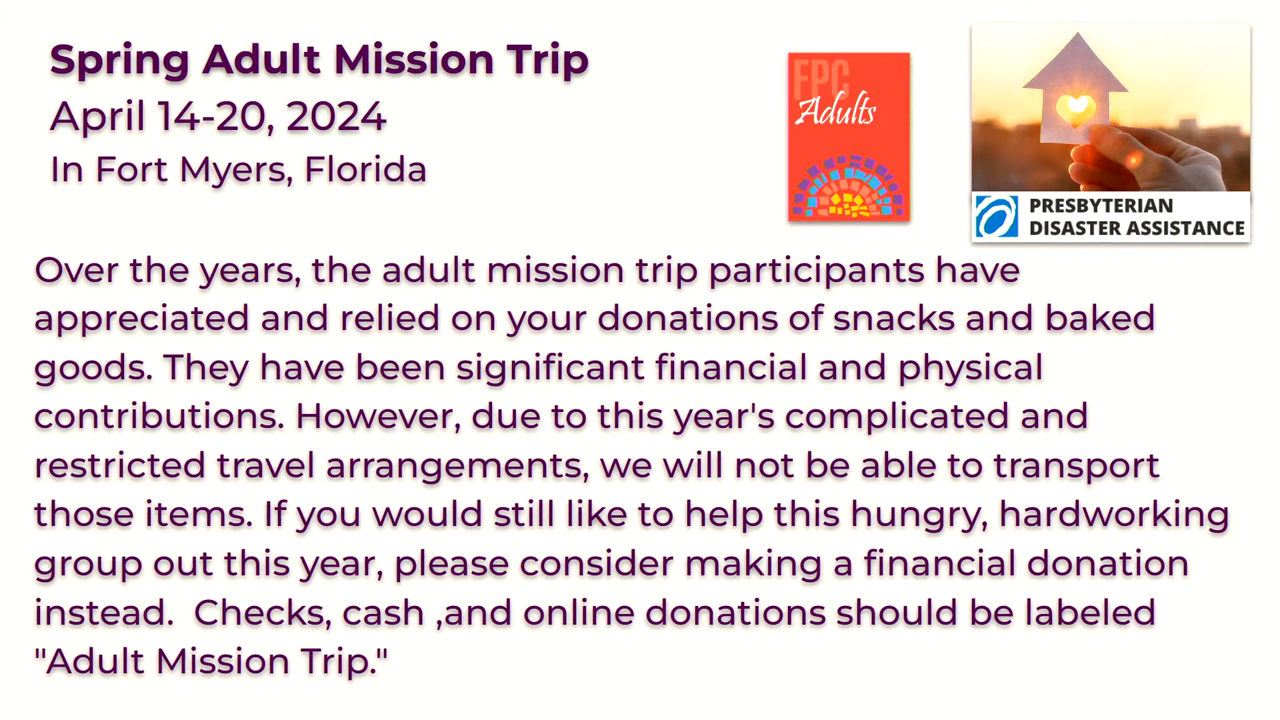 Spring Adult Mission Trip
April 14-20, 2024
In Fort Myers, Florida
FPC
Adults
PRESBYTERIAN
DISASTER ASSISTANCE
Over the years, the adult mission trip participants have
appreciated and relied on your donations of snacks and baked
goods. They have been significant financial and physical
contributions. However, due to this year's complicated and
restricted travel arrangements, we will not be able to transport
those items. If you would still like to help this hungry, hardworking
group out this year, please consider making a financial donation
instead.  Checks, cash ,and online donations should be labeled
"Adult Mission Trip."